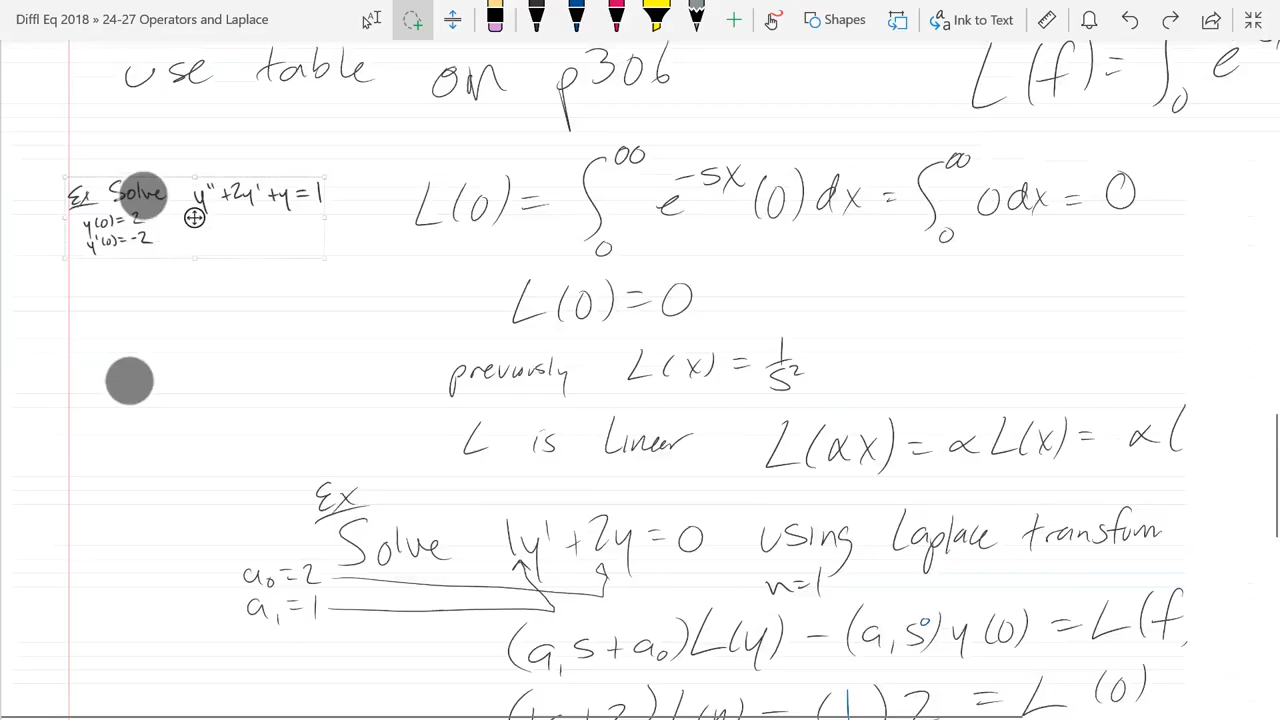 Diffl Eq 2018 » 24-27 Operators and Laplace
Shapes
Ink to Text
use table on p306
L(f) = ∫₀ e
Ex Solve y'' + 2y' + y = 1
y(0) = 2
y'(0) = -2
L(0) = ∫₀^∞ e^{-sx} (0) dx = ∫₀^∞ 0 dx = 0
L(0) = 0
previously L(x) = 1/s²
L is linear L(αx) = αL(x) = α(
Ex
Solve 1y' + 2y = 0 using Laplace transform
a₀ = 2
n=1
a₁ = 1
(a₁s + a₀)L(y) - (a₁s⁰)y(0) = L(f
= L(0)